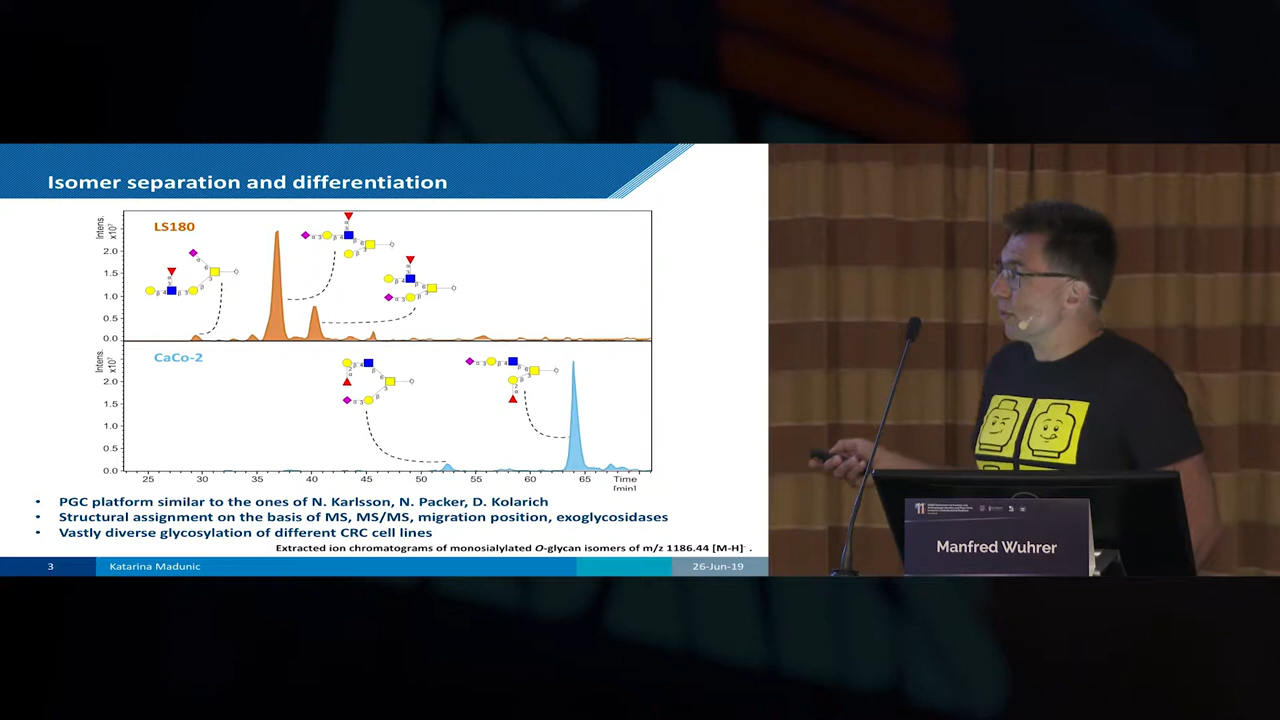 Isomer separation and differentiation
Intens.
x10⁷
LS180
2.0
1.5
1.0
0.5
0.0
Intens.
x10⁷
CaCo-2
2.0
1.5
1.0
0.5
0.0
25 30 35 40 45 50 55 60 65 Time
[min]
• PGC platform similar to the ones of N. Karlsson, N. Packer, D. Kolarich
• Structural assignment on the basis of MS, MS/MS, migration position, exoglycosidases
• Vastly diverse glycosylation of different CRC cell lines
Extracted ion chromatograms of monosialylated O-glycan isomers of m/z 1186.44 [M-H]⁻ .
3 Katarina Madunic 26-Jun-19
11
Manfred Wuhrer